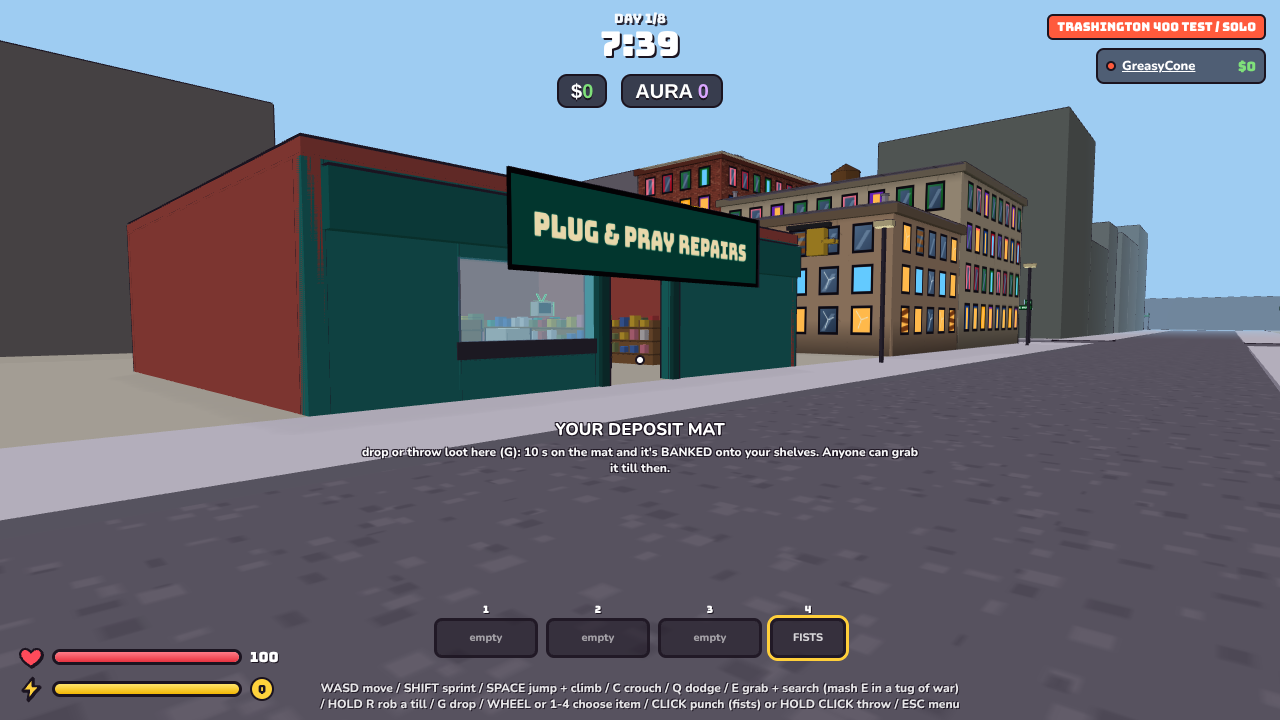 DAY 1/8
7:39
$0
AURA 0
TRASHINGTON 400 TEST / SOLO
GreasyCone $0
PLUG & PRAY REPAIRS
YOUR DEPOSIT MAT
drop or throw loot here (G): 10 s on the mat and it's BANKED onto your shelves. Anyone can grab
it till then.
1 2 3 4
empty empty empty FISTS
100
0
WASD move / SHIFT sprint / SPACE jump + climb / C crouch / Q dodge / E grab + search (mash E in a tug of war)
/ HOLD R rob a till / G drop / WHEEL or 1-4 choose item / CLICK punch (fists) or HOLD CLICK throw / ESC menu